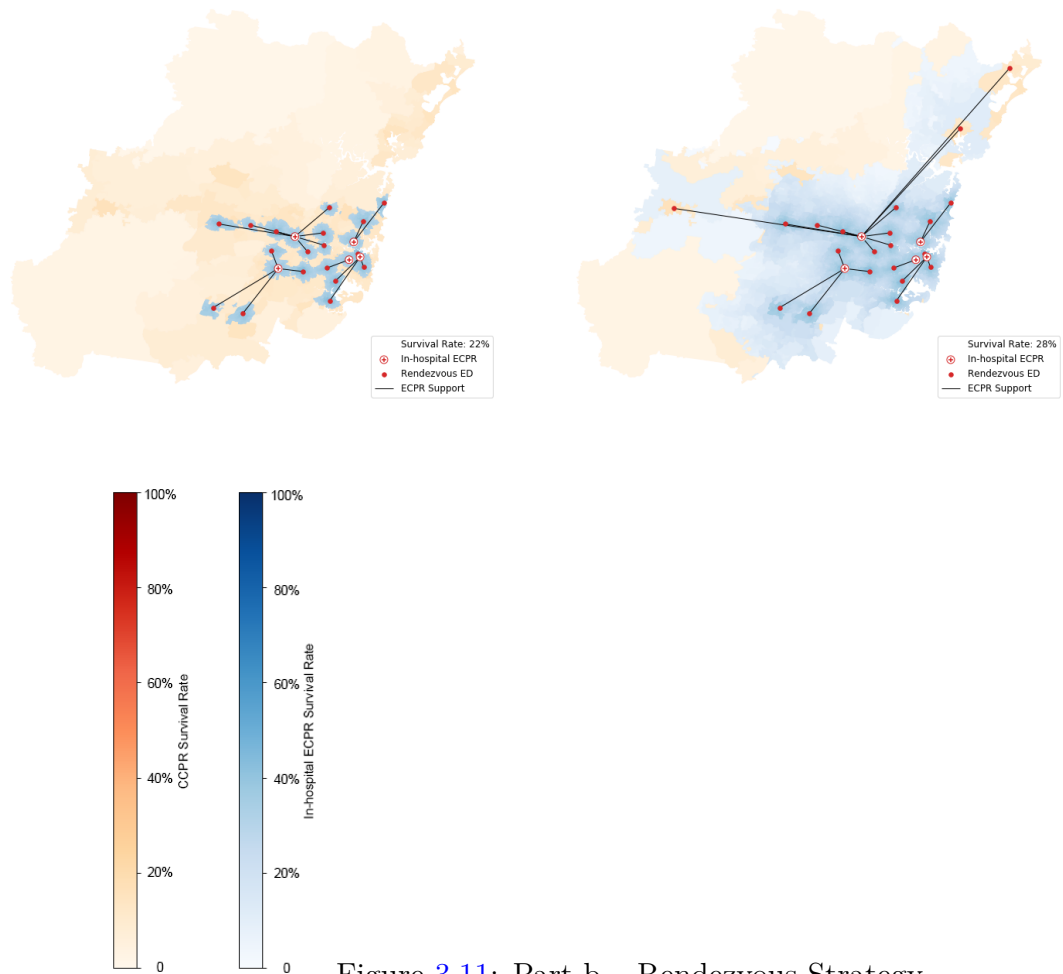 Survival Rate: 22%
In-hospital ECPR
Rendezvous ED
ECPR Support
Survival Rate: 28%
In-hospital ECPR
Rendezvous ED
ECPR Support
100%
80%
60%
40%
20%
0
CCPR Survival Rate
100%
80%
60%
40%
20%
0
In-hospital ECPR Survival Rate
Figure 3.11: Part b - Rendezvous Strategy